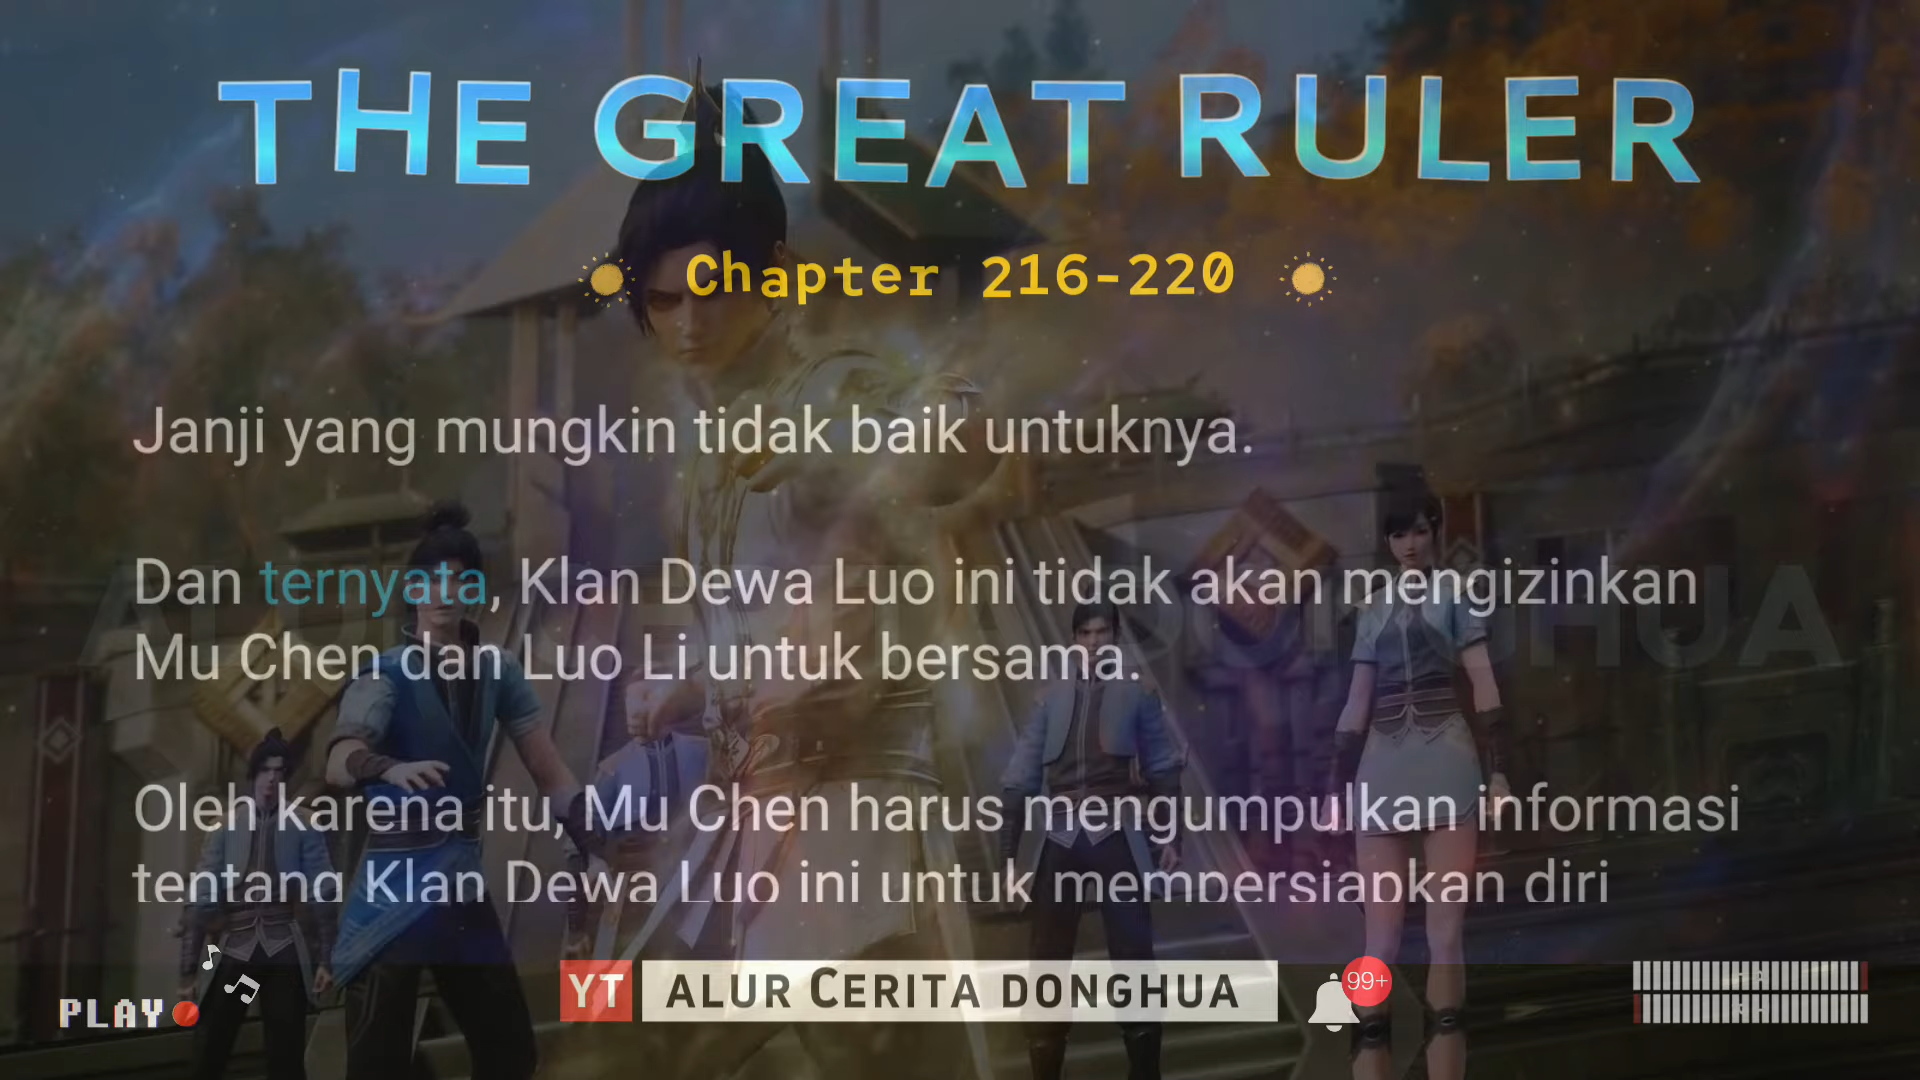 THE GREAT RULER
Chapter 216-220
Janji yang mungkin tidak baik untuknya.
Dan ternyata, Klan Dewa Luo ini tidak akan mengizinkan
Mu Chen dan Luo Li untuk bersama.
Oleh karena itu, Mu Chen harus mengumpulkan informasi
tentang Klan Dewa Luo ini untuk mempersiapkan diri
PLAY
YT ALUR CERITA DONGHUA
99+